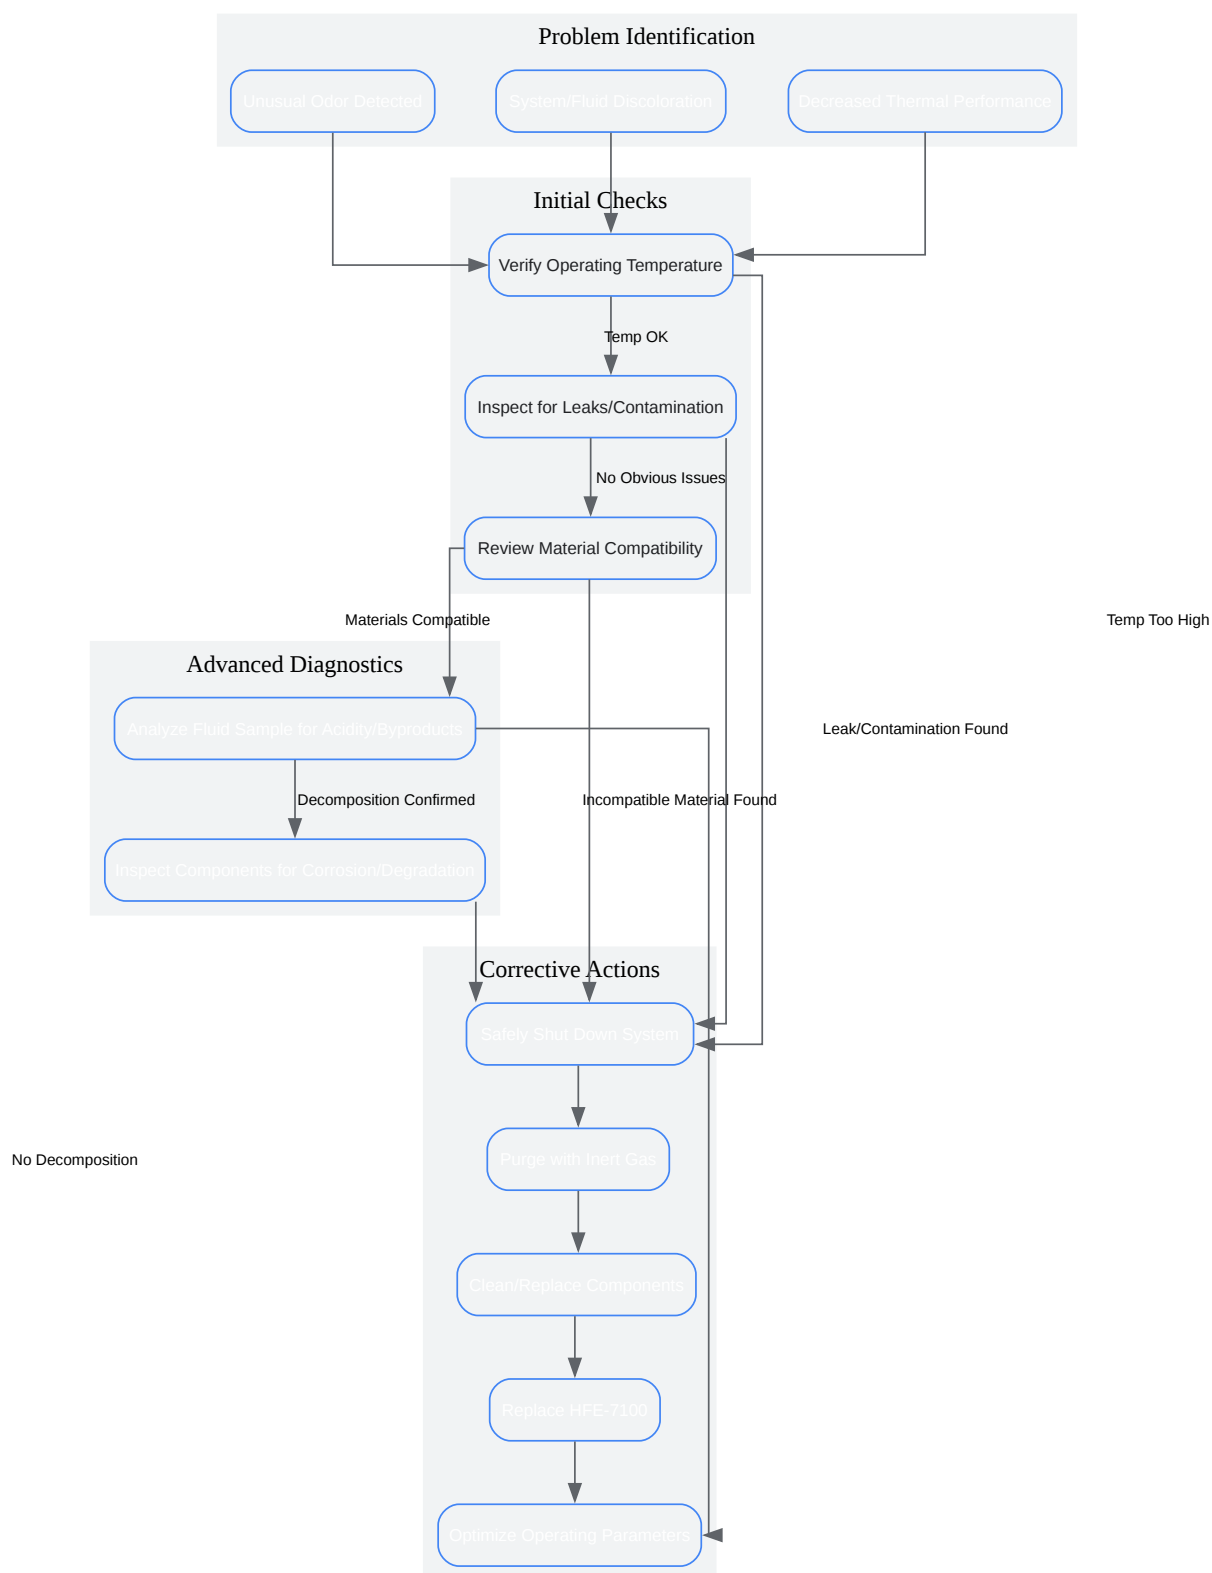 Problem Identification
Unusual Odor Detected
System/Fluid Discoloration
Decreased Thermal Performance
Initial Checks
Verify Operating Temperature
Temp OK
Inspect for Leaks/Contamination
No Obvious Issues
Review Material Compatibility
Materials Compatible
Temp Too High
Advanced Diagnostics
Analyze Fluid Sample for Acidity/Byproducts
Leak/Contamination Found
Decomposition Confirmed
Incompatible Material Found
Inspect Components for Corrosion/Degradation
Corrective Actions
Safely Shut Down System
Purge with Inert Gas
No Decomposition
Clean/Replace Components
Replace HFE-7100
Optimize Operating Parameters